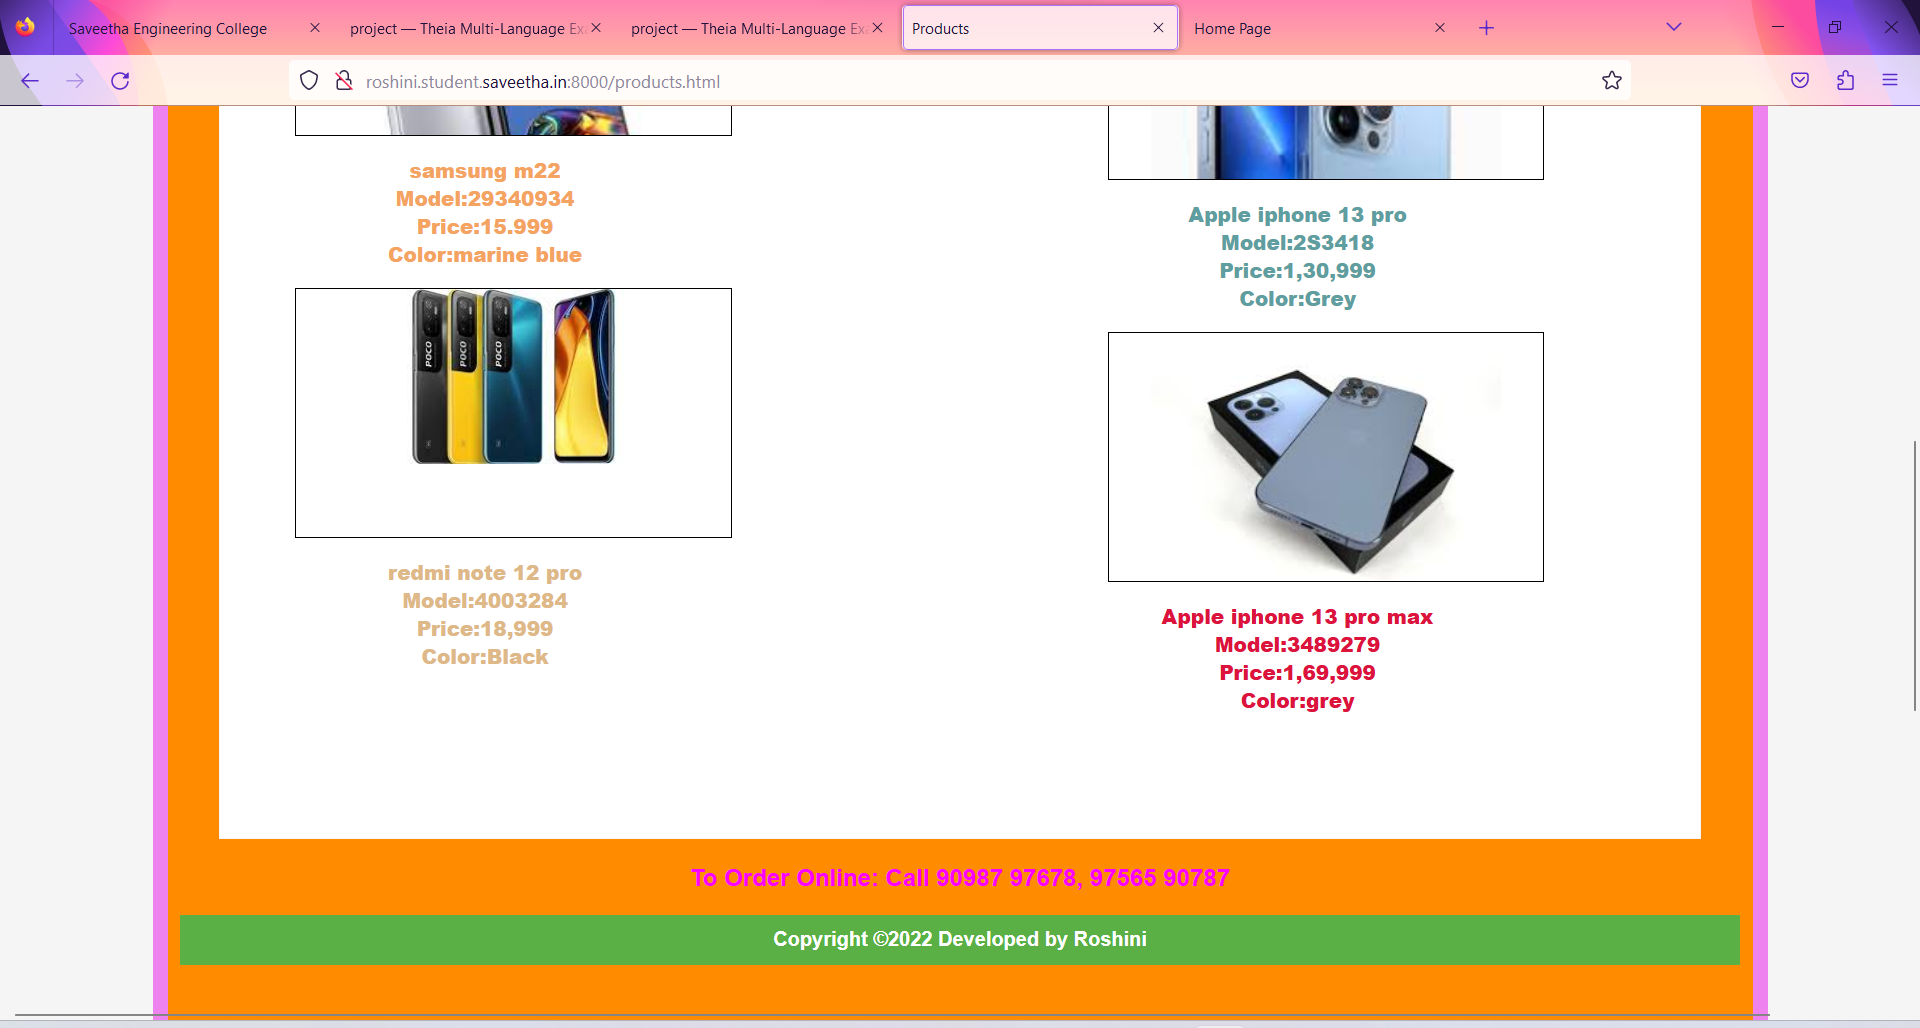 Saveetha Engineering College
project — Theia Multi-Language Ex
project — Theia Multi-Language Ex
Products
Home Page
roshini.student.saveetha.in:8000/products.html
samsung m22
Model:29340934
Price:15.999
Color:marine blue
Apple iphone 13 pro
Model:2S3418
Price:1,30,999
Color:Grey
POCO
POCO
POCO
redmi note 12 pro
Model:4003284
Price:18,999
Color:Black
Apple iphone 13 pro max
Model:3489279
Price:1,69,999
Color:grey
To Order Online: Call 90987 97678, 97565 90787
Copyright ©2022 Developed by Roshini